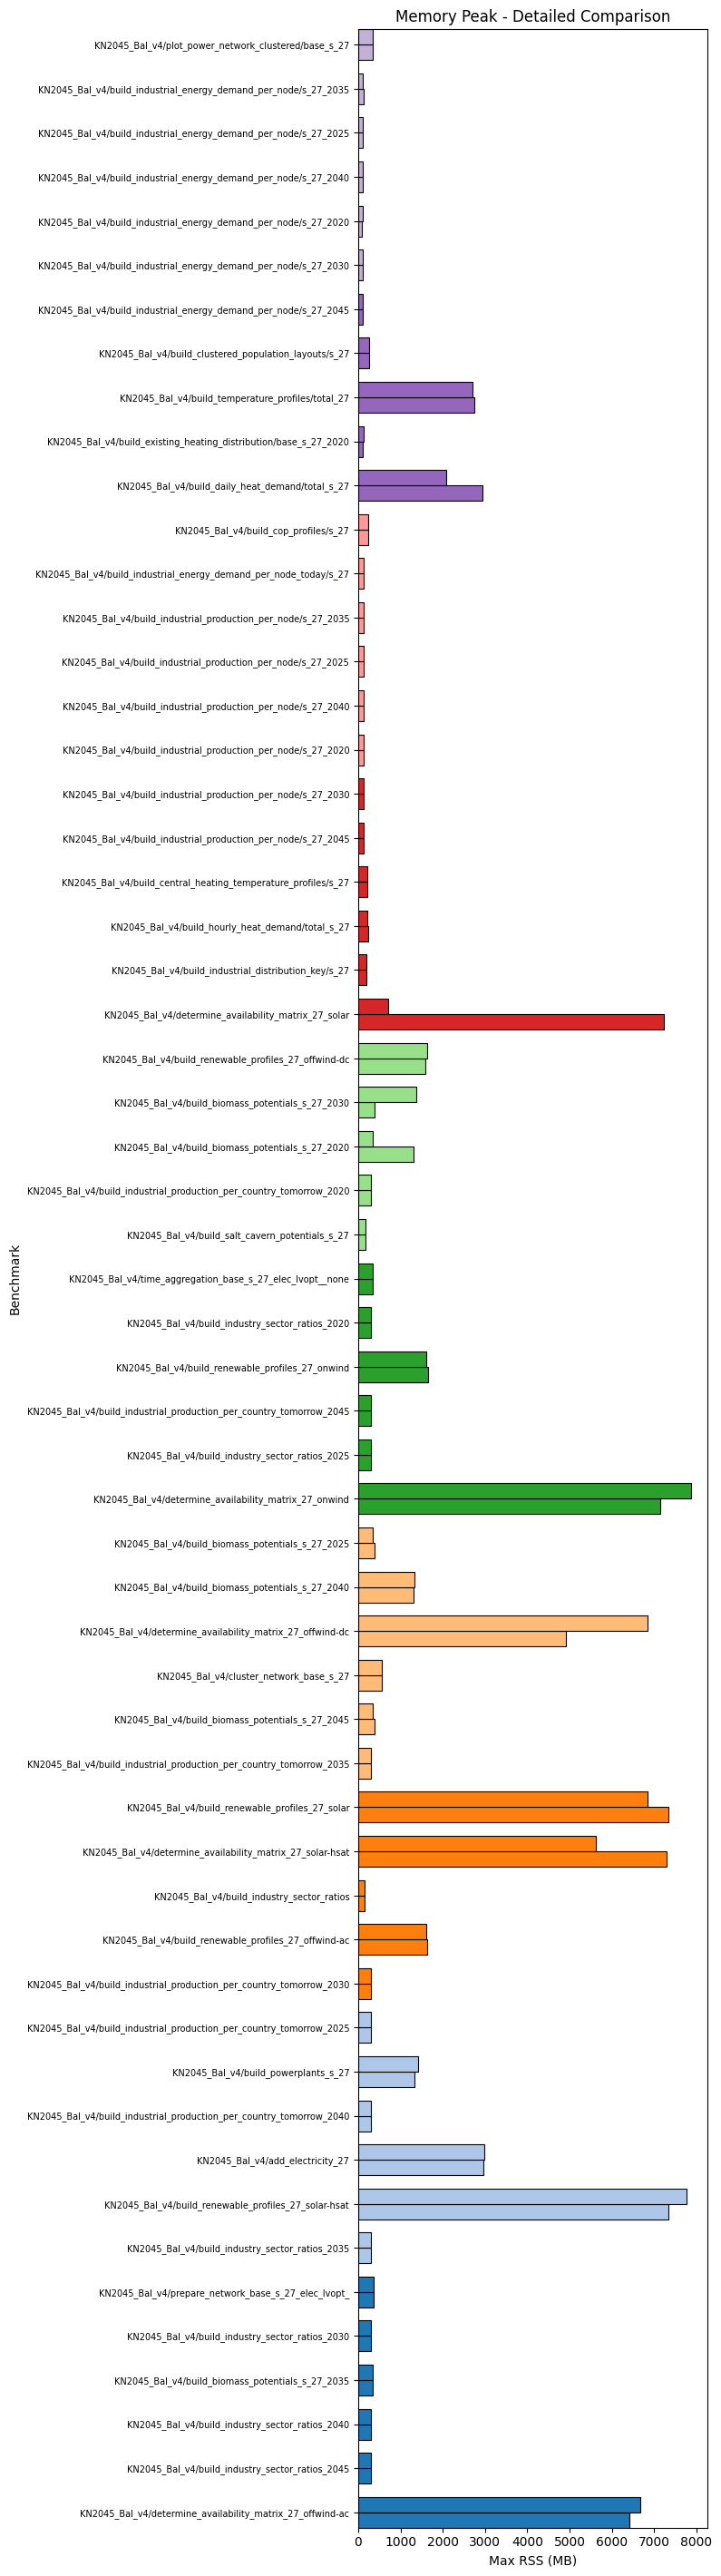 Memory Peak - Detailed Comparison
KN2045_Bal_v4/plot_power_network_clustered/base_s_27
KN2045_Bal_v4/build_industrial_energy_demand_per_node/s_27_2035
KN2045_Bal_v4/build_industrial_energy_demand_per_node/s_27_2025
KN2045_Bal_v4/build_industrial_energy_demand_per_node/s_27_2040
KN2045_Bal_v4/build_industrial_energy_demand_per_node/s_27_2020
KN2045_Bal_v4/build_industrial_energy_demand_per_node/s_27_2030
KN2045_Bal_v4/build_industrial_energy_demand_per_node/s_27_2045
KN2045_Bal_v4/build_clustered_population_layouts/s_27
KN2045_Bal_v4/build_temperature_profiles/total_27
KN2045_Bal_v4/build_existing_heating_distribution/base_s_27_2020
KN2045_Bal_v4/build_daily_heat_demand/total_s_27
KN2045_Bal_v4/build_cop_profiles/s_27
KN2045_Bal_v4/build_industrial_energy_demand_per_node_today/s_27
KN2045_Bal_v4/build_industrial_production_per_node/s_27_2035
KN2045_Bal_v4/build_industrial_production_per_node/s_27_2025
KN2045_Bal_v4/build_industrial_production_per_node/s_27_2040
KN2045_Bal_v4/build_industrial_production_per_node/s_27_2020
KN2045_Bal_v4/build_industrial_production_per_node/s_27_2030
KN2045_Bal_v4/build_industrial_production_per_node/s_27_2045
KN2045_Bal_v4/build_central_heating_temperature_profiles/s_27
KN2045_Bal_v4/build_hourly_heat_demand/total_s_27
KN2045_Bal_v4/build_industrial_distribution_key/s_27
KN2045_Bal_v4/determine_availability_matrix_27_solar
KN2045_Bal_v4/build_renewable_profiles_27_offwind-dc
KN2045_Bal_v4/build_biomass_potentials_s_27_2030
KN2045_Bal_v4/build_biomass_potentials_s_27_2020
KN2045_Bal_v4/build_industrial_production_per_country_tomorrow_2020
KN2045_Bal_v4/build_salt_cavern_potentials_s_27
KN2045_Bal_v4/time_aggregation_base_s_27_elec_lvopt__none
KN2045_Bal_v4/build_industry_sector_ratios_2020
KN2045_Bal_v4/build_renewable_profiles_27_onwind
KN2045_Bal_v4/build_industrial_production_per_country_tomorrow_2045
KN2045_Bal_v4/build_industry_sector_ratios_2025
KN2045_Bal_v4/determine_availability_matrix_27_onwind
KN2045_Bal_v4/build_biomass_potentials_s_27_2025
KN2045_Bal_v4/build_biomass_potentials_s_27_2040
KN2045_Bal_v4/determine_availability_matrix_27_offwind-dc
KN2045_Bal_v4/cluster_network_base_s_27
KN2045_Bal_v4/build_biomass_potentials_s_27_2045
KN2045_Bal_v4/build_industrial_production_per_country_tomorrow_2035
KN2045_Bal_v4/build_renewable_profiles_27_solar
KN2045_Bal_v4/determine_availability_matrix_27_solar-hsat
KN2045_Bal_v4/build_industry_sector_ratios
KN2045_Bal_v4/build_renewable_profiles_27_offwind-ac
KN2045_Bal_v4/build_industrial_production_per_country_tomorrow_2030
KN2045_Bal_v4/build_industrial_production_per_country_tomorrow_2025
KN2045_Bal_v4/build_powerplants_s_27
KN2045_Bal_v4/build_industrial_production_per_country_tomorrow_2040
KN2045_Bal_v4/add_electricity_27
KN2045_Bal_v4/build_renewable_profiles_27_solar-hsat
KN2045_Bal_v4/build_industry_sector_ratios_2035
KN2045_Bal_v4/prepare_network_base_s_27_elec_lvopt_
KN2045_Bal_v4/build_industry_sector_ratios_2030
KN2045_Bal_v4/build_biomass_potentials_s_27_2035
KN2045_Bal_v4/build_industry_sector_ratios_2040
KN2045_Bal_v4/build_industry_sector_ratios_2045
KN2045_Bal_v4/determine_availability_matrix_27_offwind-ac
Benchmark
0 1000 2000 3000 4000 5000 6000 7000 8000
Max RSS (MB)